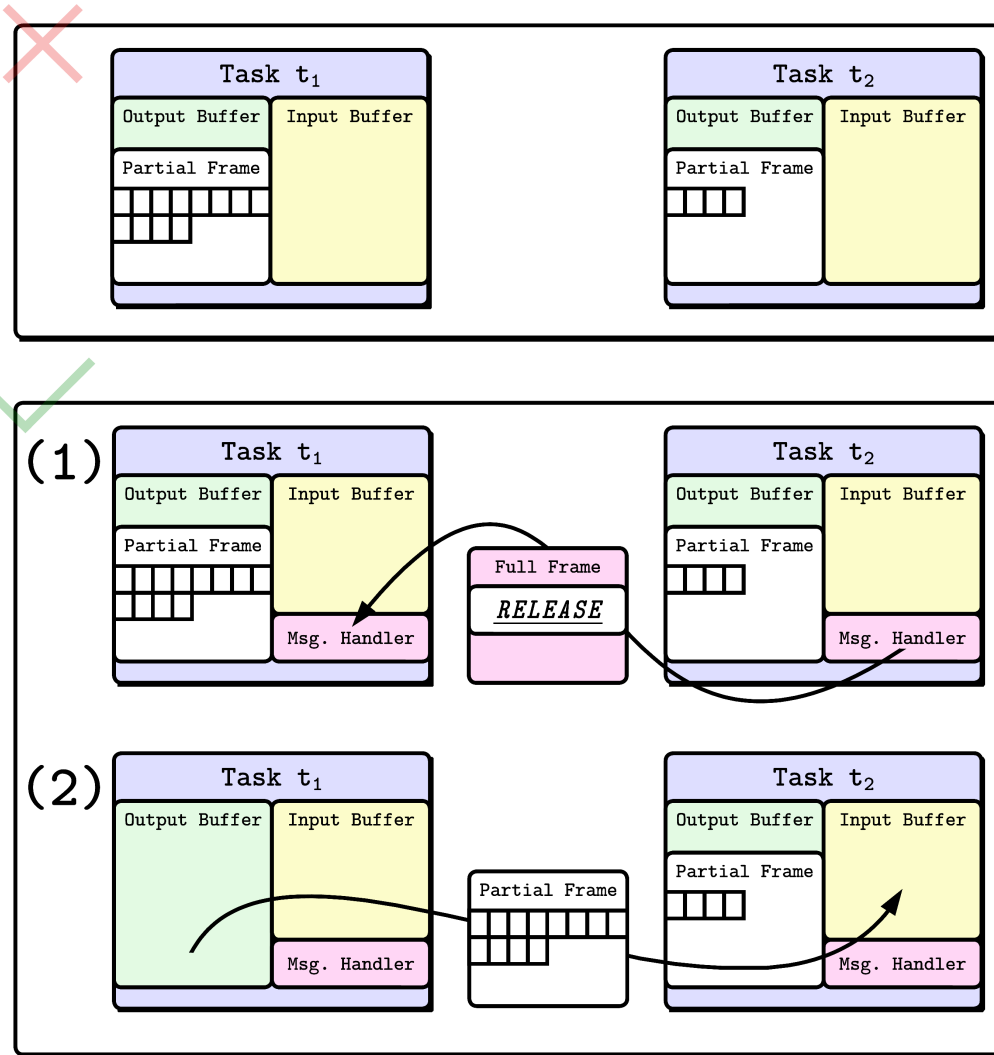 Task t₁ Task t₂
Output Buffer Input Buffer Output Buffer Input Buffer
Partial Frame Partial Frame
(1)
Task t₁ Task t₂
Output Buffer Input Buffer Output Buffer Input Buffer
Partial Frame Partial Frame
Full Frame
RELEASE
Msg. Handler Msg. Handler
(2)
Task t₁ Task t₂
Output Buffer Input Buffer Output Buffer Input Buffer
Partial Frame
Partial Frame
Msg. Handler Msg. Handler